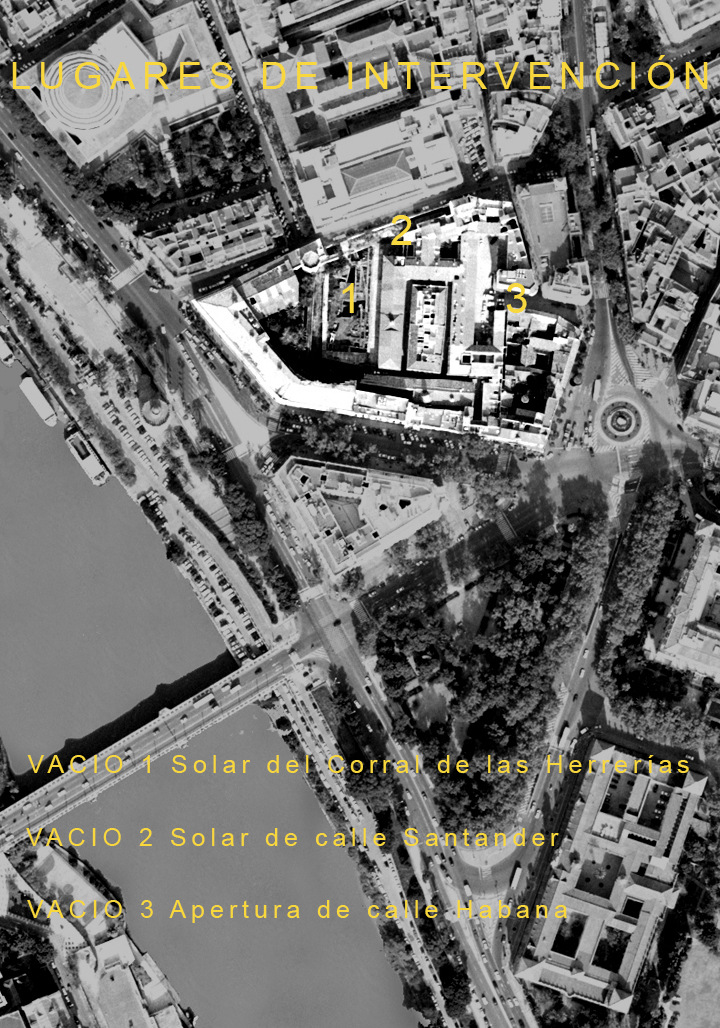 LUGARES DE INTERVENCIÓN
2
1
3
VACIO 1 Solar del Corral de las Herrerías
VACIO 2 Solar de calle Santander
VACIO 3 Apertura de calle Habana